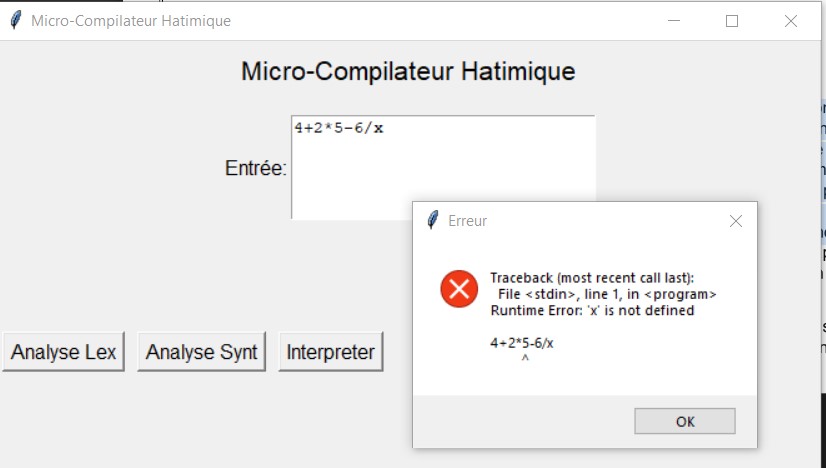 Micro-Compilateur Hatimique
Micro-Compilateur Hatimique
Entrée:
4+2*5-6/x
Erreur
Traceback (most recent call last):
File <stdin>, line 1, in <program>
Runtime Error: 'x' is not defined
4+2*5-6/x
^
OK
Analyse Lex
Analyse Synt
Interpreter